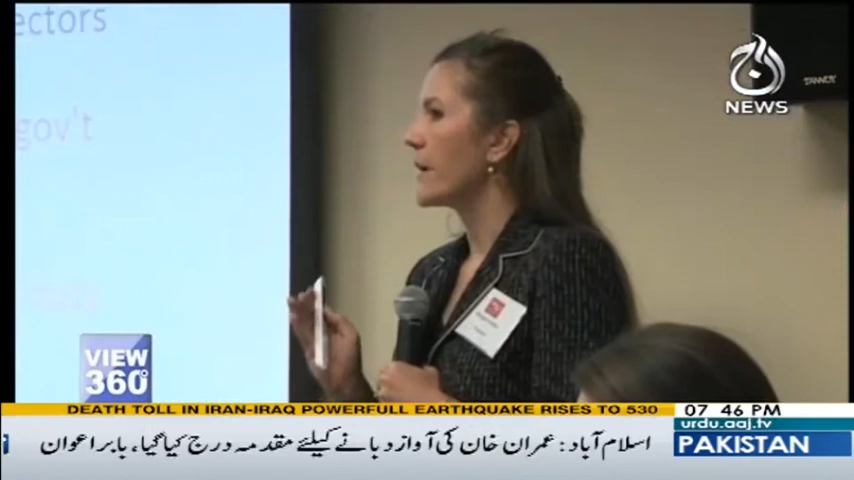 ectors
gov't
NEWS
TANNOY
VIEW
360°
DEATH TOLL IN IRAN-IRAQ POWERFULL EARTHQUAKE RISES TO 530
07 46 PM
urdu.aaj.tv
PAKISTAN
اسلام آباد: عمران خان کی آواز دبانے کیلئے مقدمہ درج کیا گیا، بابر اعوان